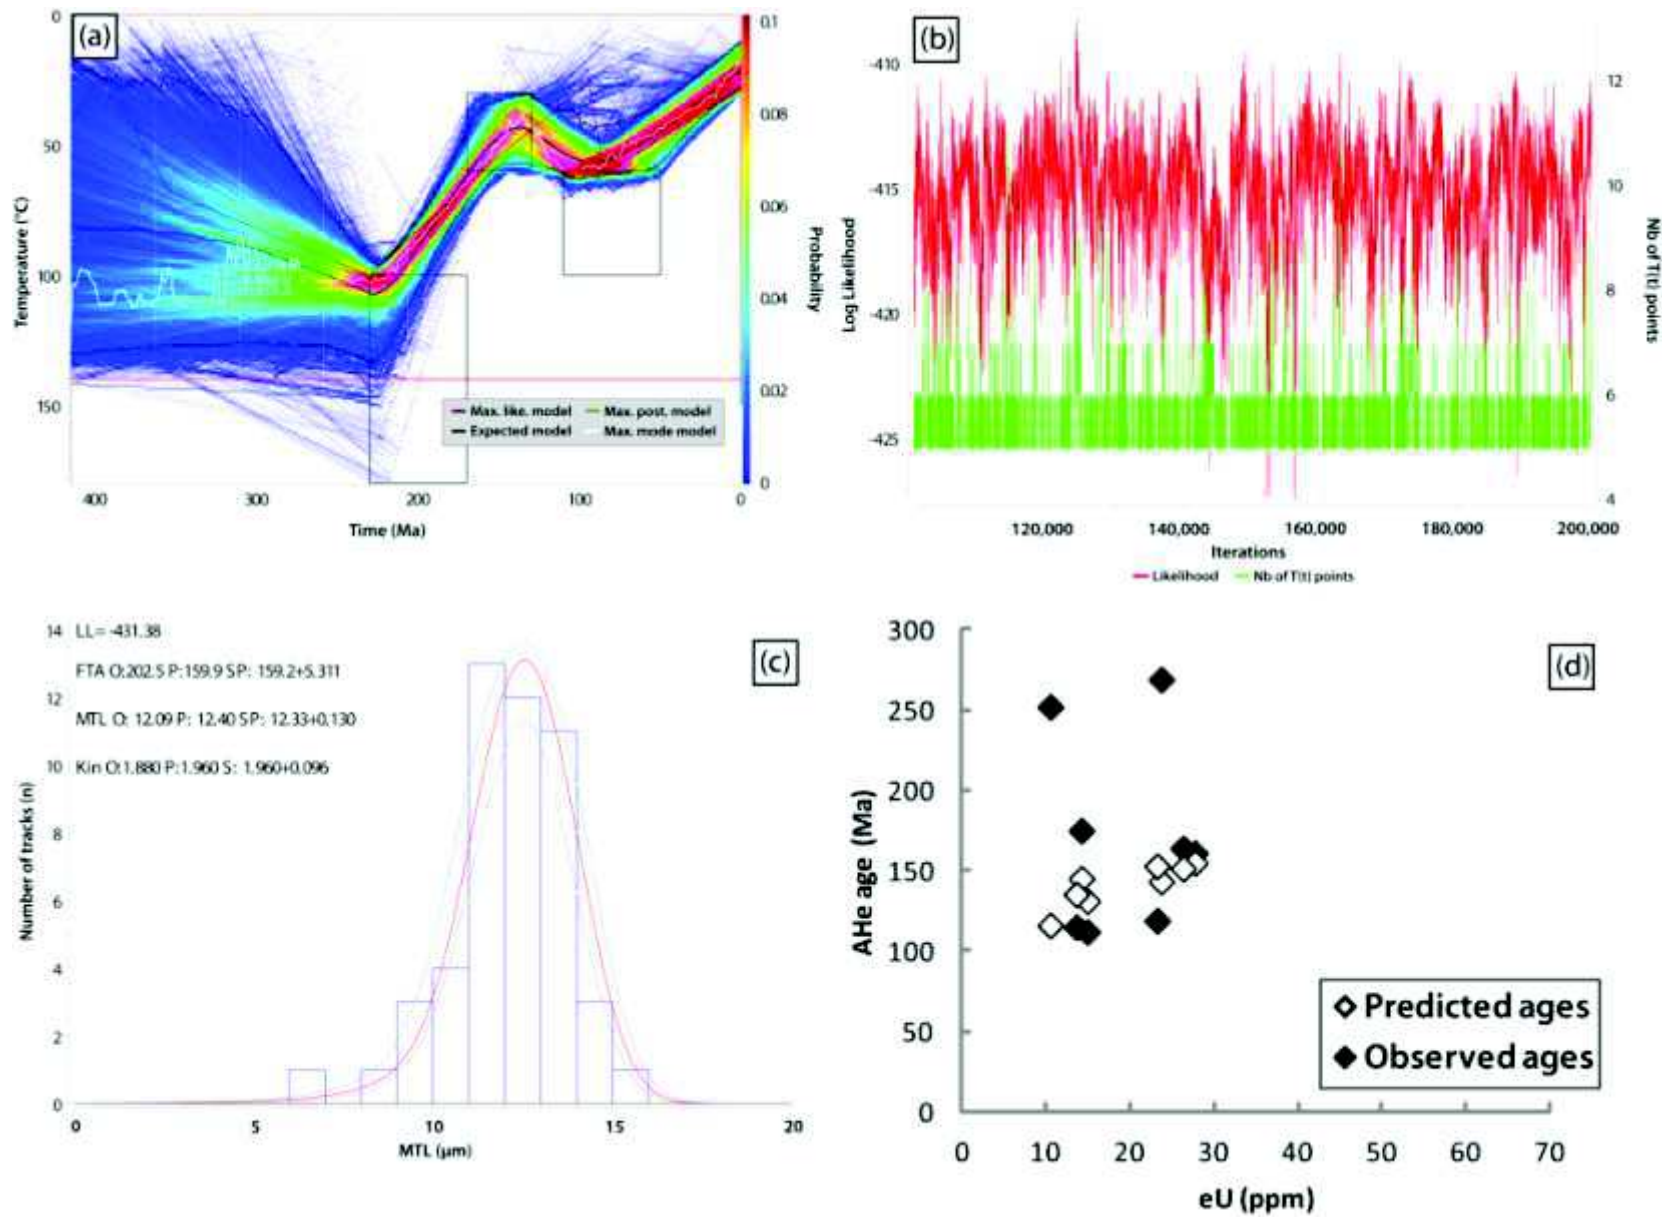 (a)
0
50
100
150
Temperature (°C)
400 300 200 100 0
Time (Ma)
0.1
0.08
0.06
0.04
0.02
0
Probability
Max. like. model Max. post. model
Expected model Max. mode model
(b)
-410
-415
-420
-425
Log Likelihood
12
10
8
6
4
Nb of T(t) points
120,000 140,000 160,000 180,000 200,000
Iterations
Likelihood Nb of T(t) points
(c)
14
12
10
8
6
4
2
0
Number of tracks (n)
LL= -431.38
FTA O:202.5 P:159.9 SP: 159.2+5.311
MTL O: 12.09 P: 12.40 SP: 12.33+0.130
Kin O:1.880 P:1.960 S: 1.960+0.096
0 5 10 15 20
MTL (μm)
(d)
300
250
200
150
100
50
0
AHe age (Ma)
Predicted ages
Observed ages
0 10 20 30 40 50 60 70
eU (ppm)